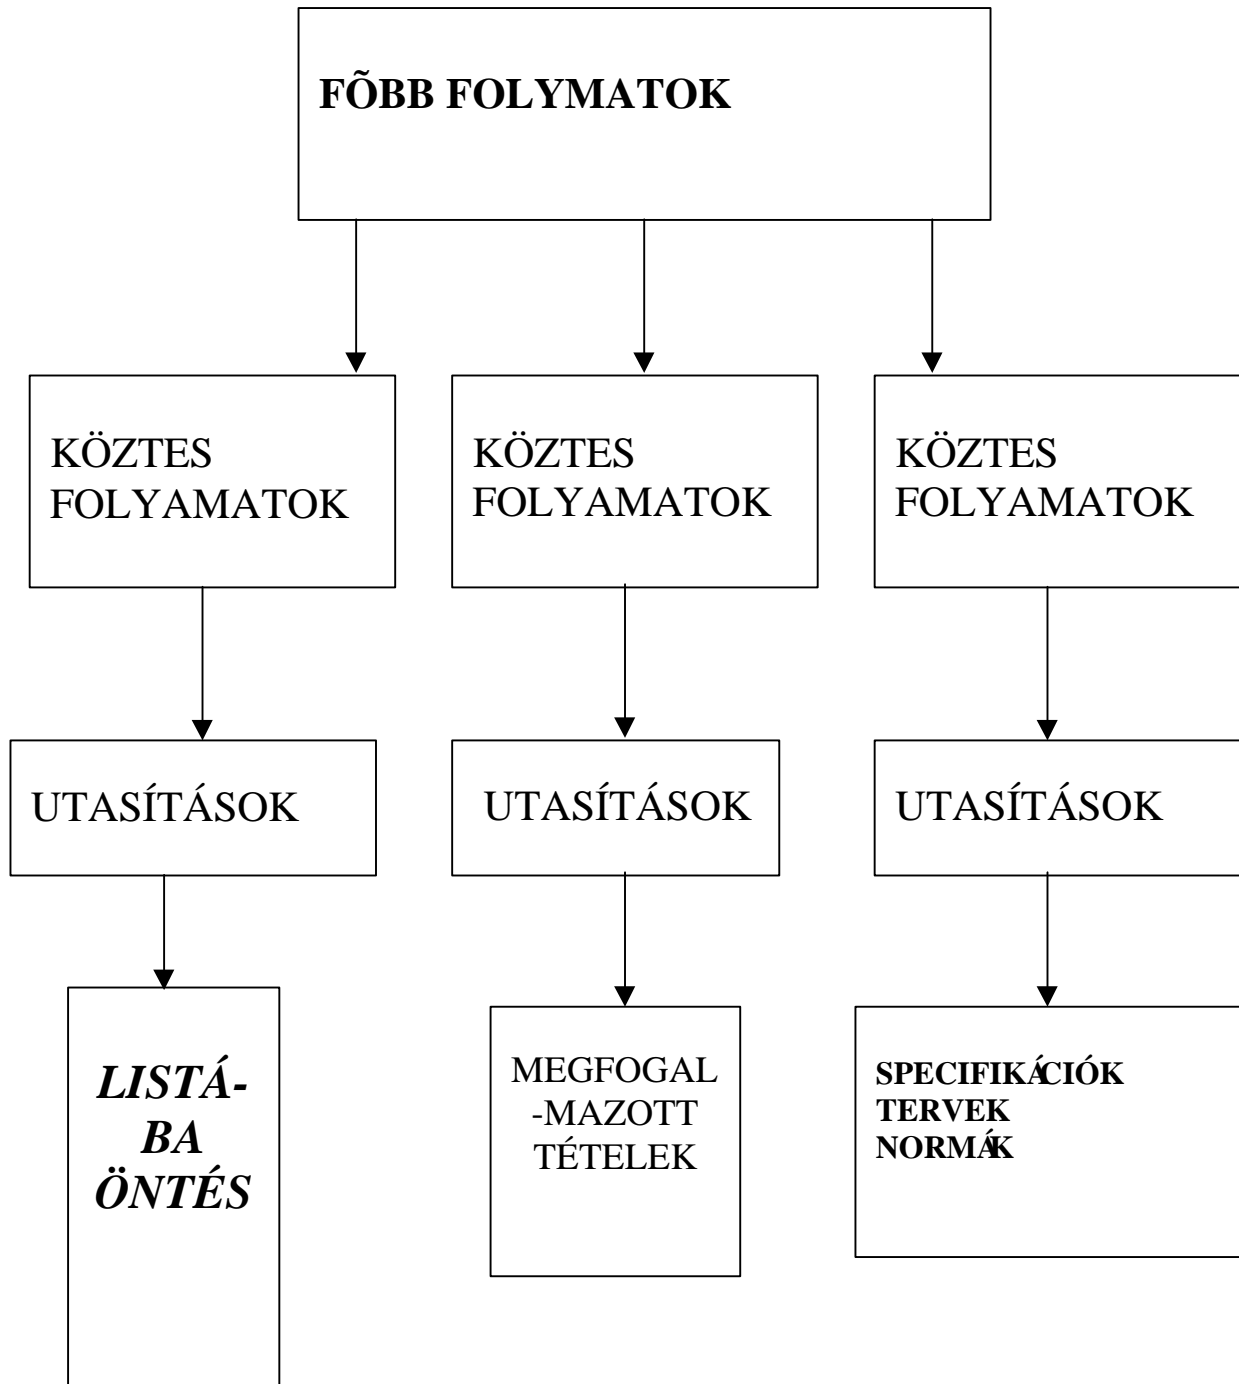 FÕBB FOLYMATOK
KÖZTES
FOLYAMATOK
KÖZTES
FOLYAMATOK
KÖZTES
FOLYAMATOK
UTASÍTÁSOK
UTASÍTÁSOK
UTASÍTÁSOK
LISTÁ-
BA
ÖNTÉS
MEGFOGAL
-MAZOTT
TÉTELEK
SPECIFIKÁCIÓK
TERVEK
NORMÁK